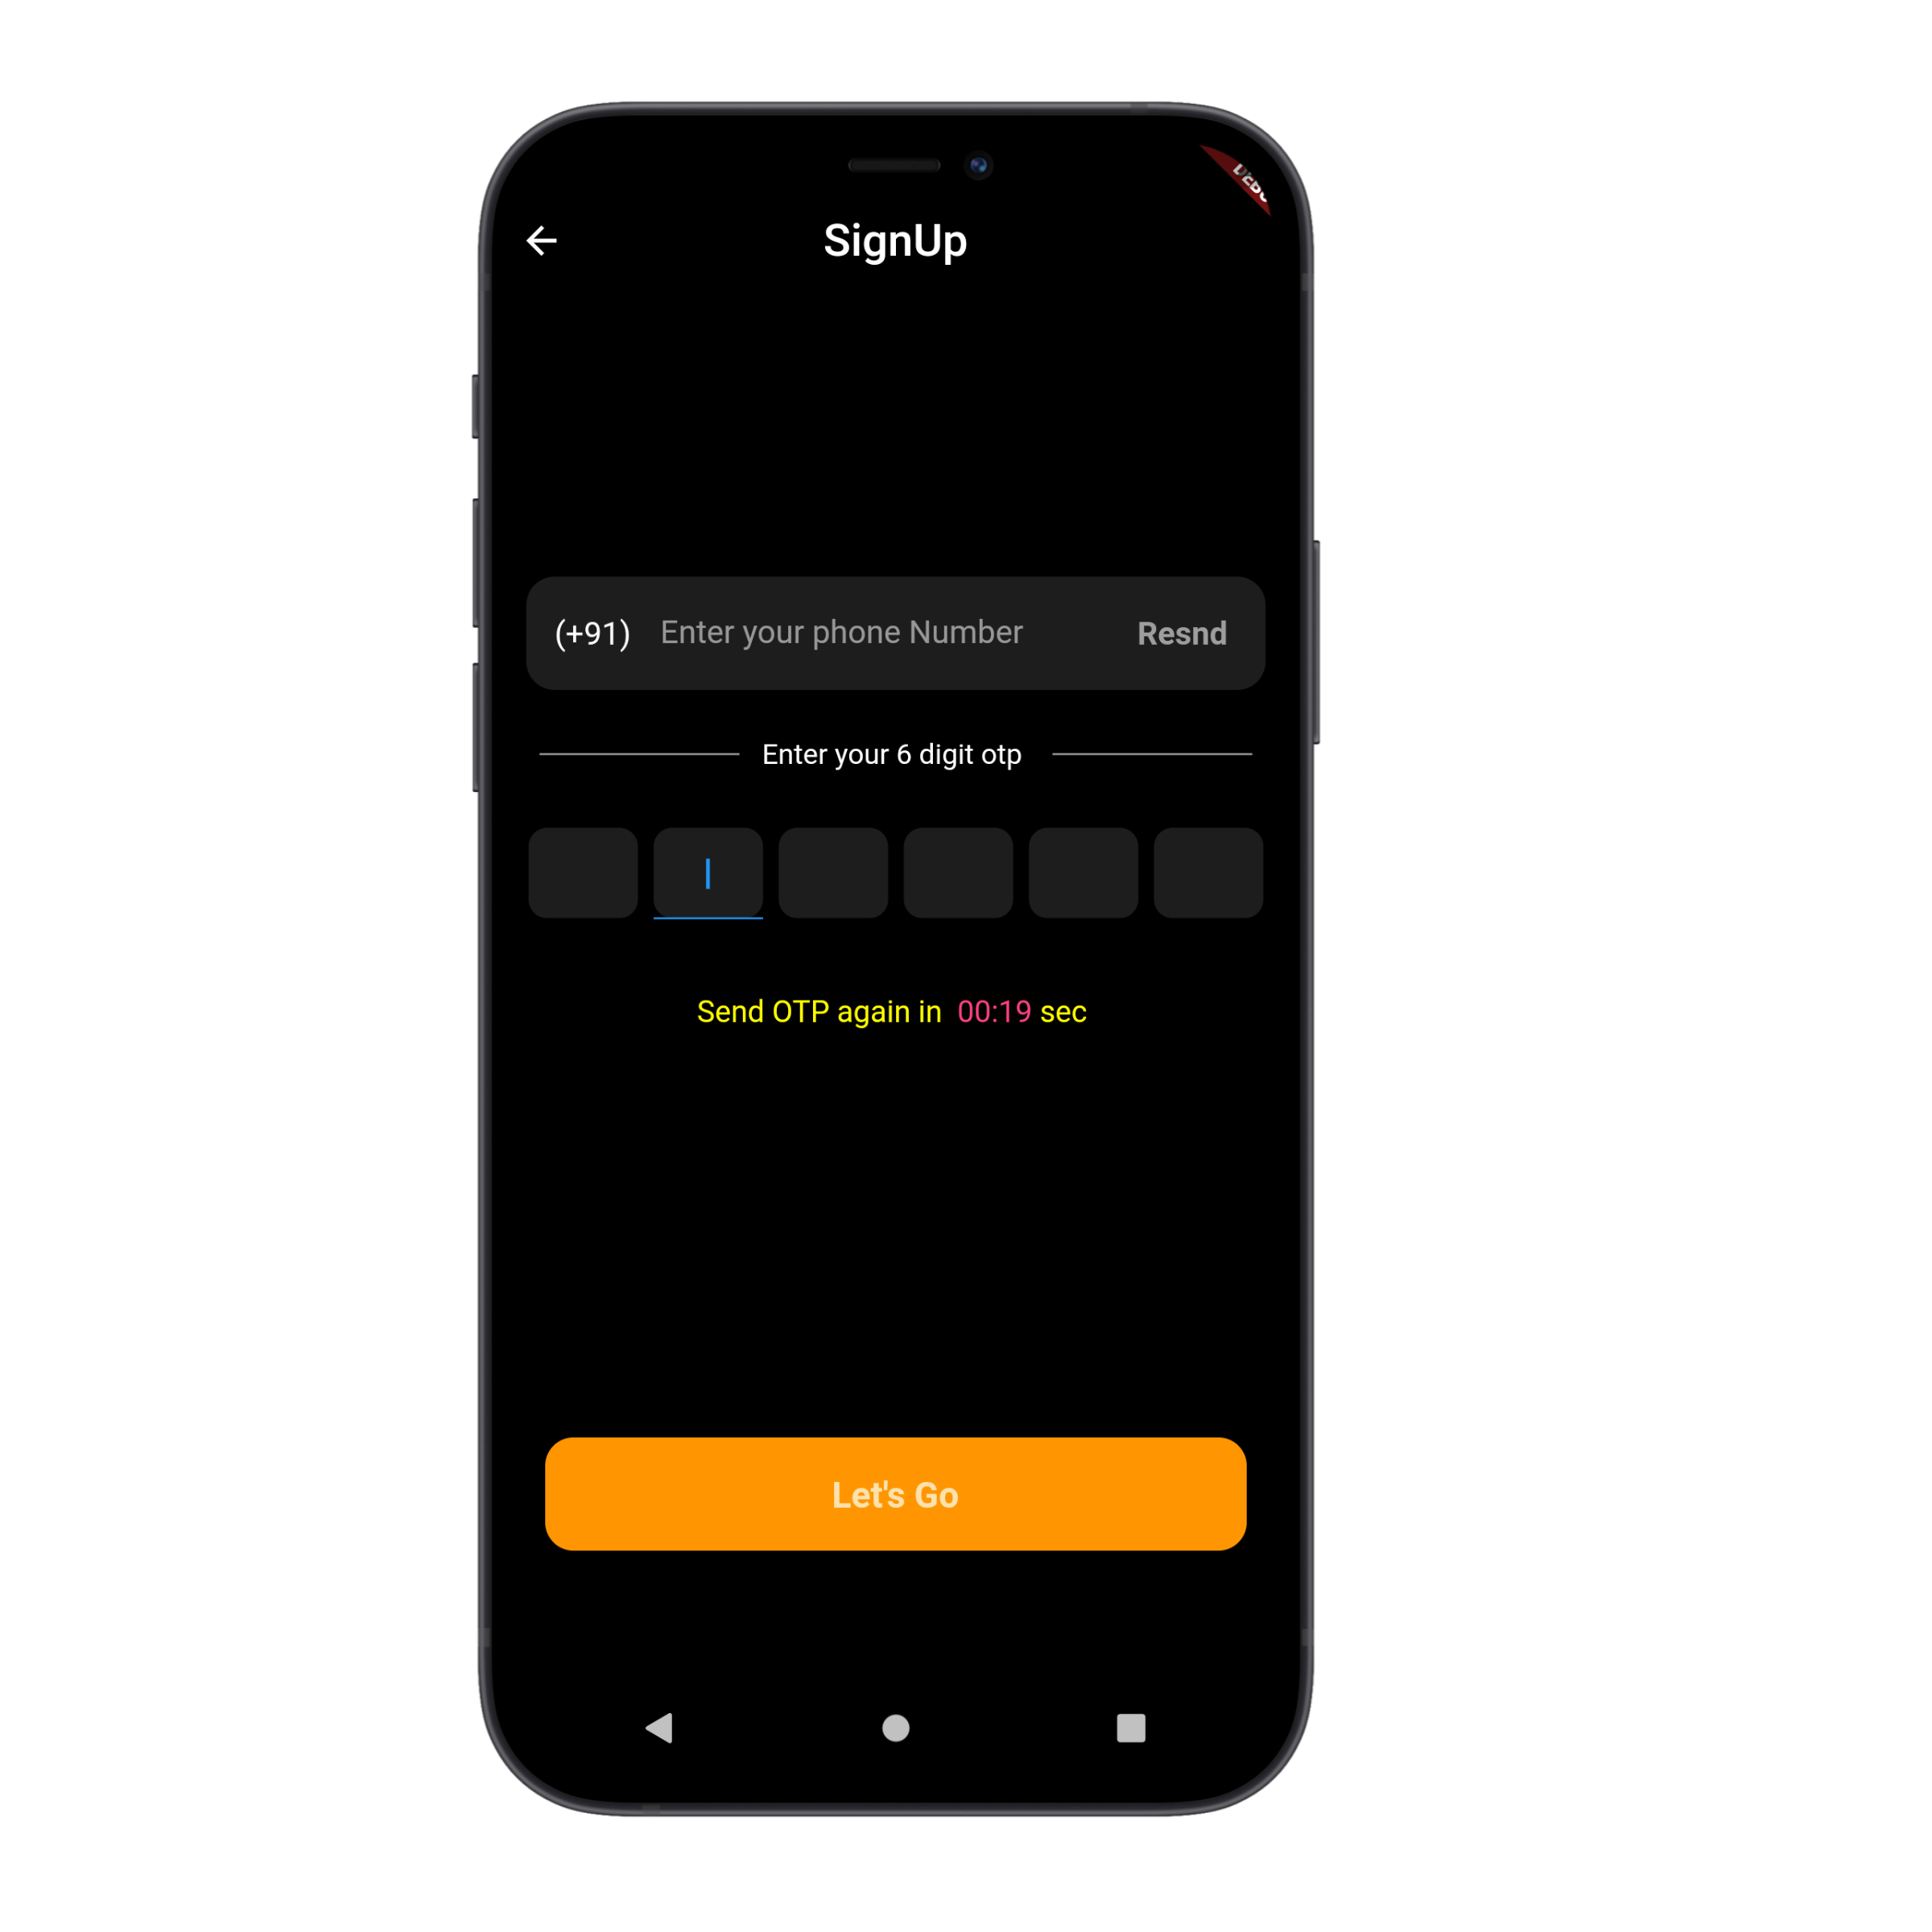 SignUp
(+91) Enter your phone Number Resnd
Enter your 6 digit otp
Send OTP again in 00:19 sec
Let's Go